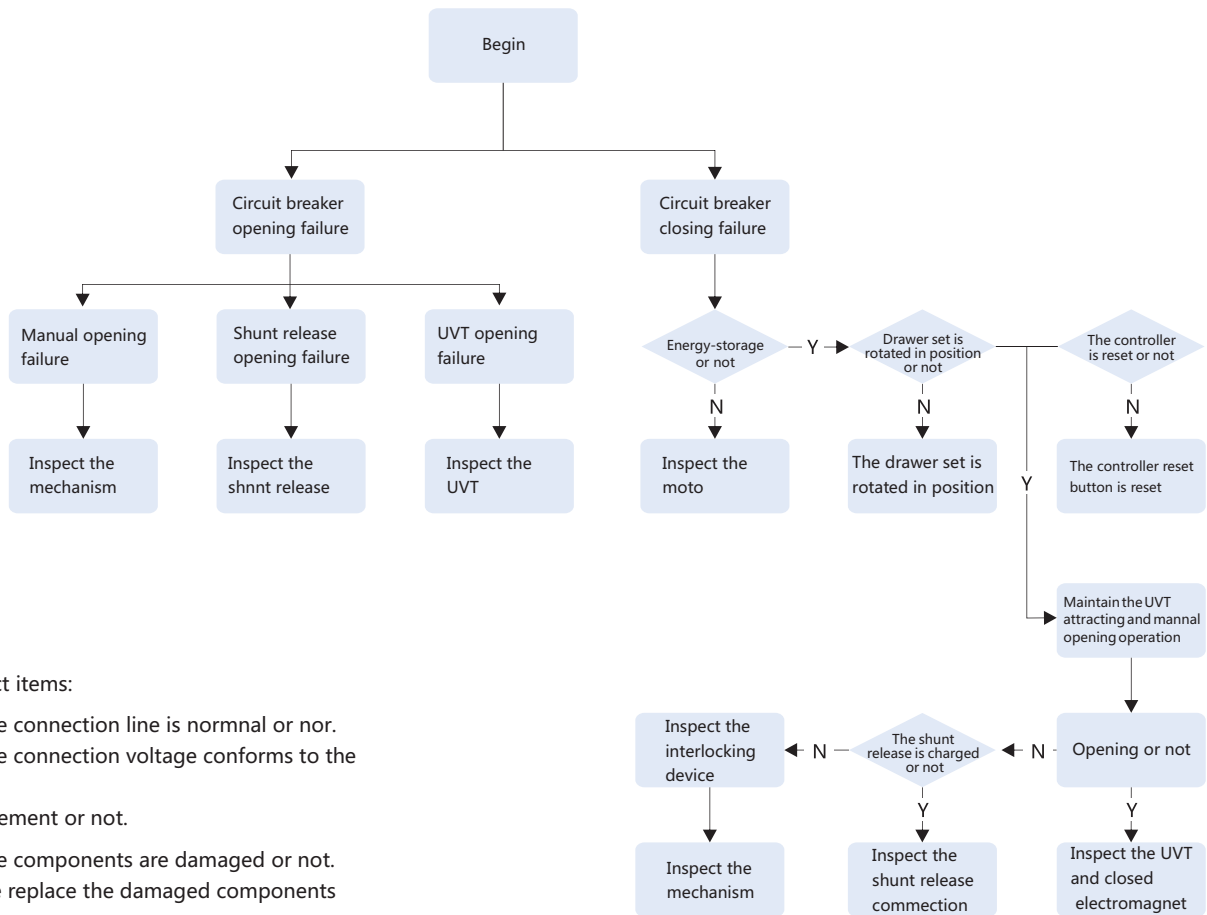 Begin
Circuit breaker
opening failure
Circuit breaker
closing failure
Manual opening
failure
Shunt release
opening failure
UVT opening
failure
Energy-storage
or not
Y
Drawer set is
rotated in position
or not
The controller
is reset or not
N
N
N
Inspect the
mechanism
Inspect the
shnnt release
Inspect the
UVT
Inspect the
moto
The drawer set is
rotated in position
Y
The controller reset
button is reset
Maintain the UVT
attracting and mannal
opening operation
ct items:
e connection line is normnal or nor.
e connection voltage conforms to the
ement or not.
e components are damaged or not.
e replace the damaged components
Inspect the
interlocking
device
N
The shunt
release is charged
or not
N
Opening or not
Y
Y
Inspect the
mechanism
Inspect the
shunt release
commection
Inspect the UVT
and closed
electromagnet